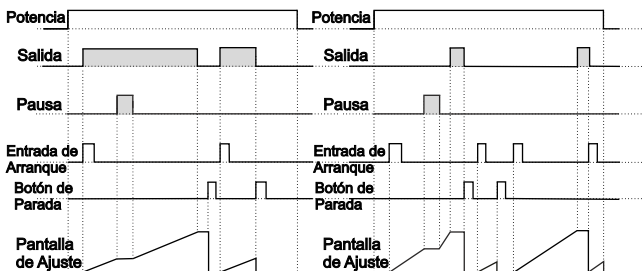 Potencia
Salida
Pausa
Entrada de
Arranque
Botón de
Parada
Pantalla
de Ajuste
Potencia
Salida
Pausa
Entrada de
Arranque
Botón de
Parada
Pantalla
de Ajuste